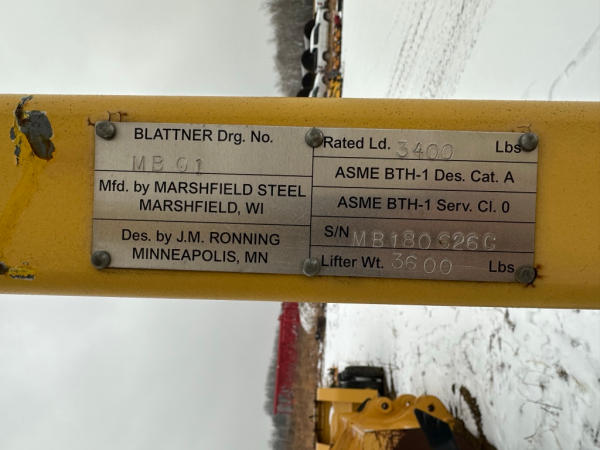 BLATTNER Drg. No.
MB 01
Mfd. by MARSHFIELD STEEL
MARSHFIELD, WI
Des. by J.M. RONNING
MINNEAPOLIS, MN
Rated Ld. 3400 Lbs.
ASME BTH-1 Des. Cat. A
ASME BTH-1 Serv. Cl. 0
S/N MB180626C
Lifter Wt. 3600 Lbs.